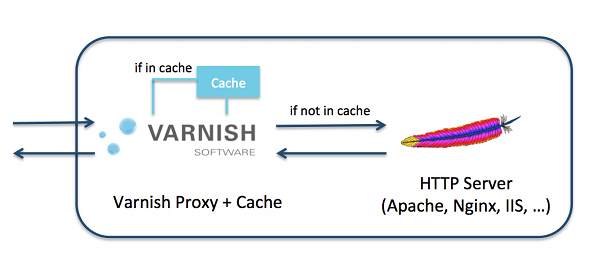 if in cache
Cache
if not in cache
VARNISH
SOFTWARE
HTTP Server
(Apache, Nginx, IIS, ...)
Varnish Proxy + Cache